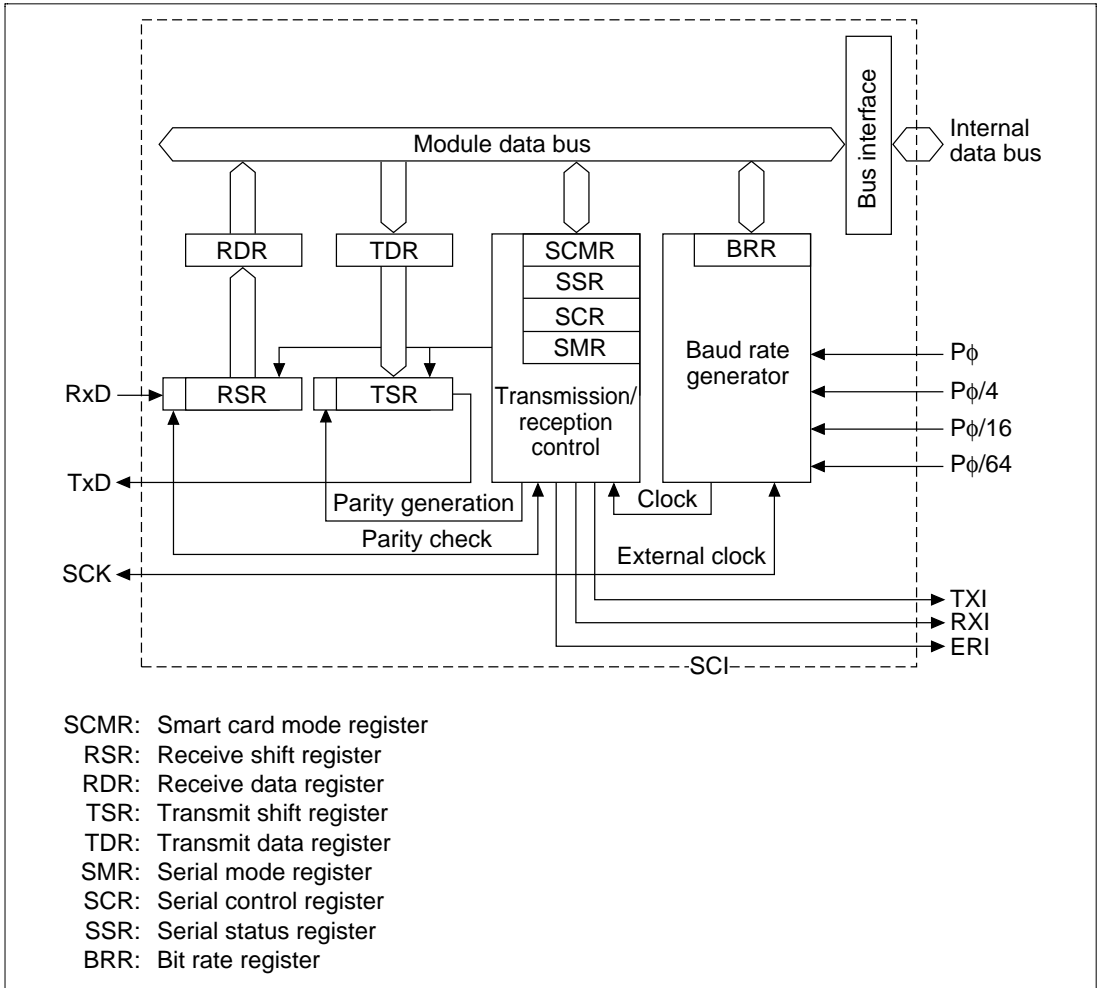 Module data bus
Bus interface
Internal
data bus
RDR
TDR
SCMR
SSR
SCR
SMR
BRR
Baud rate
generator
Transmission/
reception
control
RxD
RSR
TSR
TxD
Pϕ
Pϕ/4
Pϕ/16
Pϕ/64
Parity generation
Clock
Parity check
External clock
SCK
TXI
RXI
ERI
SCI
SCMR: Smart card mode register
RSR: Receive shift register
RDR: Receive data register
TSR: Transmit shift register
TDR: Transmit data register
SMR: Serial mode register
SCR: Serial control register
SSR: Serial status register
BRR: Bit rate register